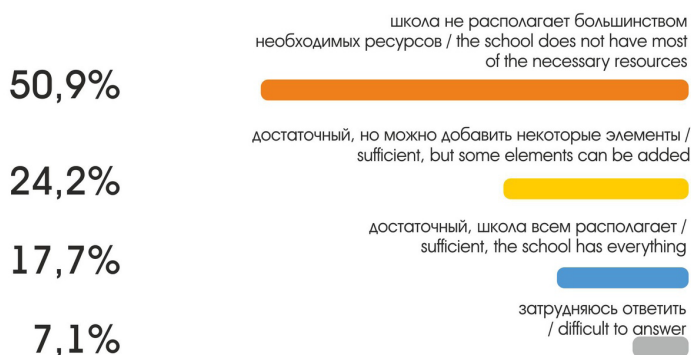 школа не располагает большинством
необходимых ресурсов / the school does not have most
of the necessary resources
50,9%
достаточный, но можно добавить некоторые элементы /
sufficient, but some elements can be added
24,2%
достаточный, школа всем располагает /
sufficient, the school has everything
17,7%
затрудняюсь ответить
/ difficult to answer
7,1%